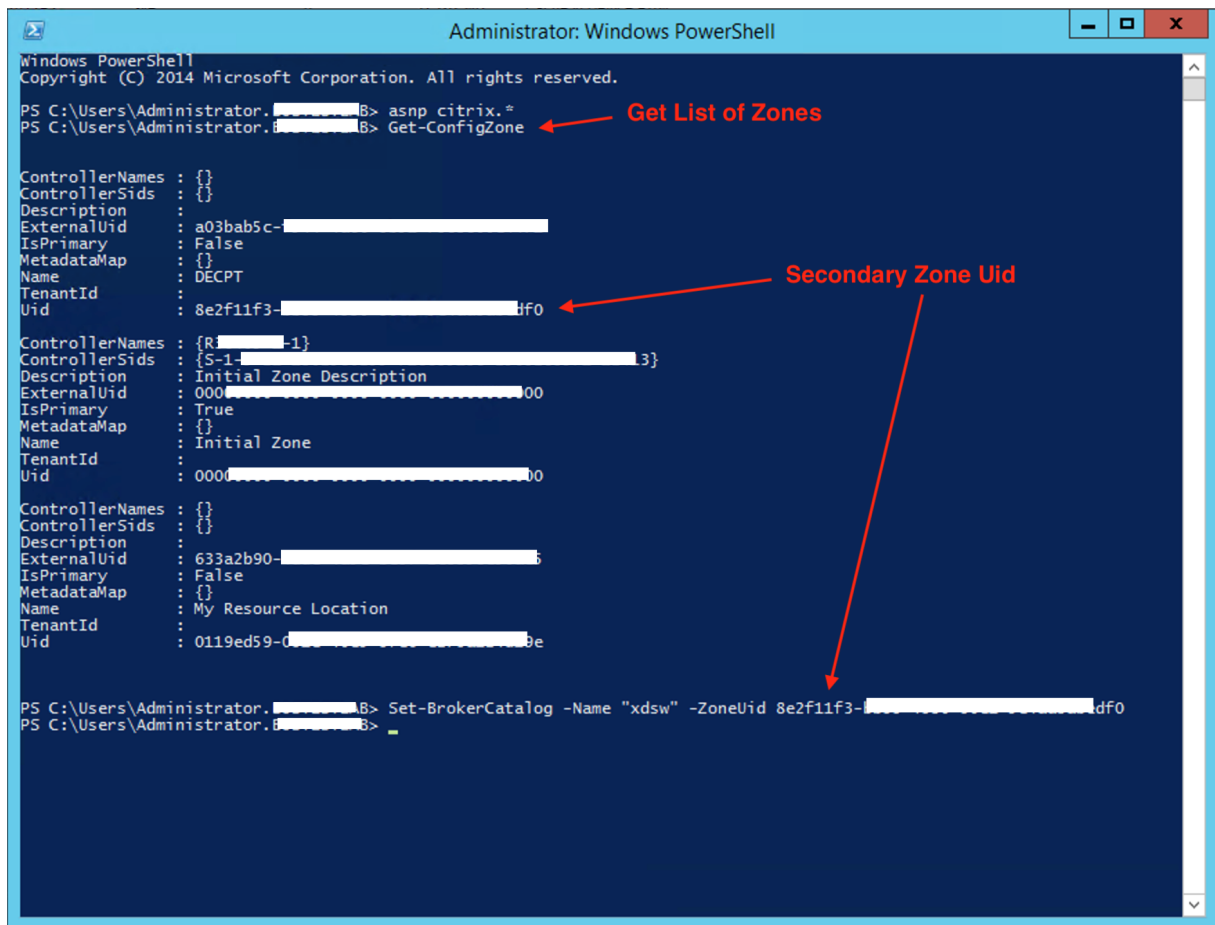 Administrator: Windows PowerShell
Windows PowerShell
Copyright (C) 2014 Microsoft Corporation. All rights reserved.
PS C:\Users\Administrator. B> asnp citrix.*
Get List of Zones
PS C:\Users\Administrator. B> Get-ConfigZone
ControllerNames : {}
ControllerSids : {}
Description :
ExternalUid : a03bab5c-
IsPrimary : False
MetadataMap : {}
Name : DECPT
TenantId :
Uid : 8e2f11f3- df0
Secondary Zone Uid
ControllerNames : {R -1}
ControllerSids : {S-1- 13}
Description : Initial Zone Description
ExternalUid : 0000 00
IsPrimary : True
MetadataMap : {}
Name : Initial Zone
TenantId :
Uid : 0000 00
ControllerNames : {}
ControllerSids : {}
Description :
ExternalUid : 633a2b90-
IsPrimary : False
MetadataMap : {}
Name : My Resource Location
TenantId :
Uid : 0119ed59- 9e
PS C:\Users\Administrator. AB> Set-BrokerCatalog -Name "xdsw" -ZoneUid 8e2f11f3- df0
PS C:\Users\Administrator. B>